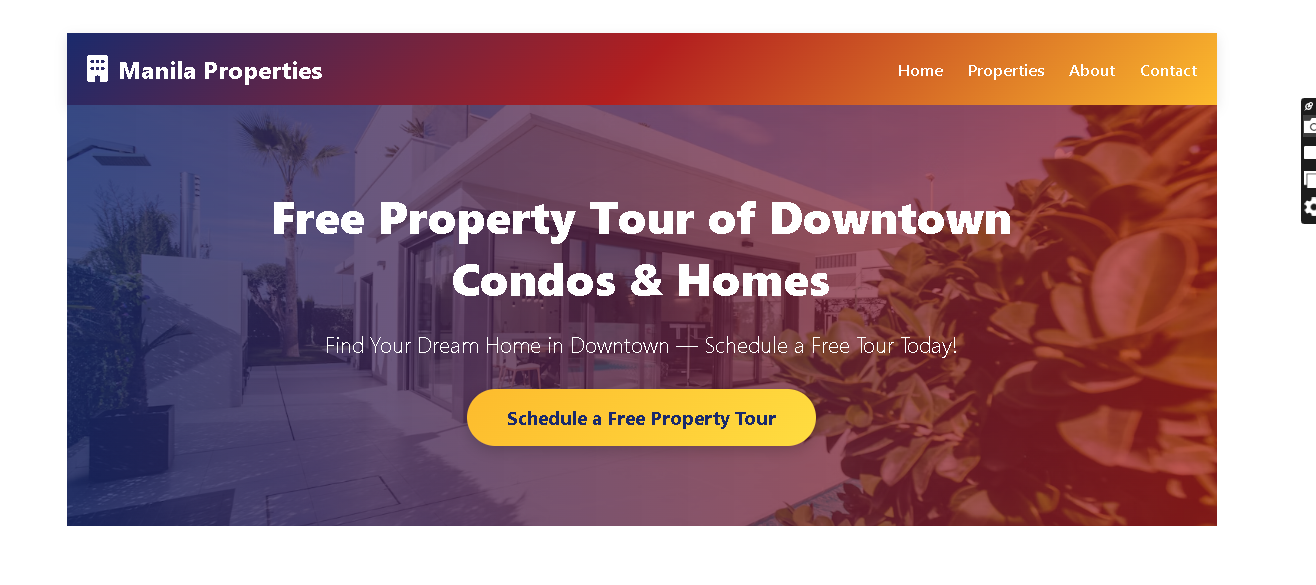 Manila Properties
Home Properties About Contact
Free Property Tour of Downtown
Condos & Homes
Find Your Dream Home in Downtown — Schedule a Free Tour Today!
Schedule a Free Property Tour